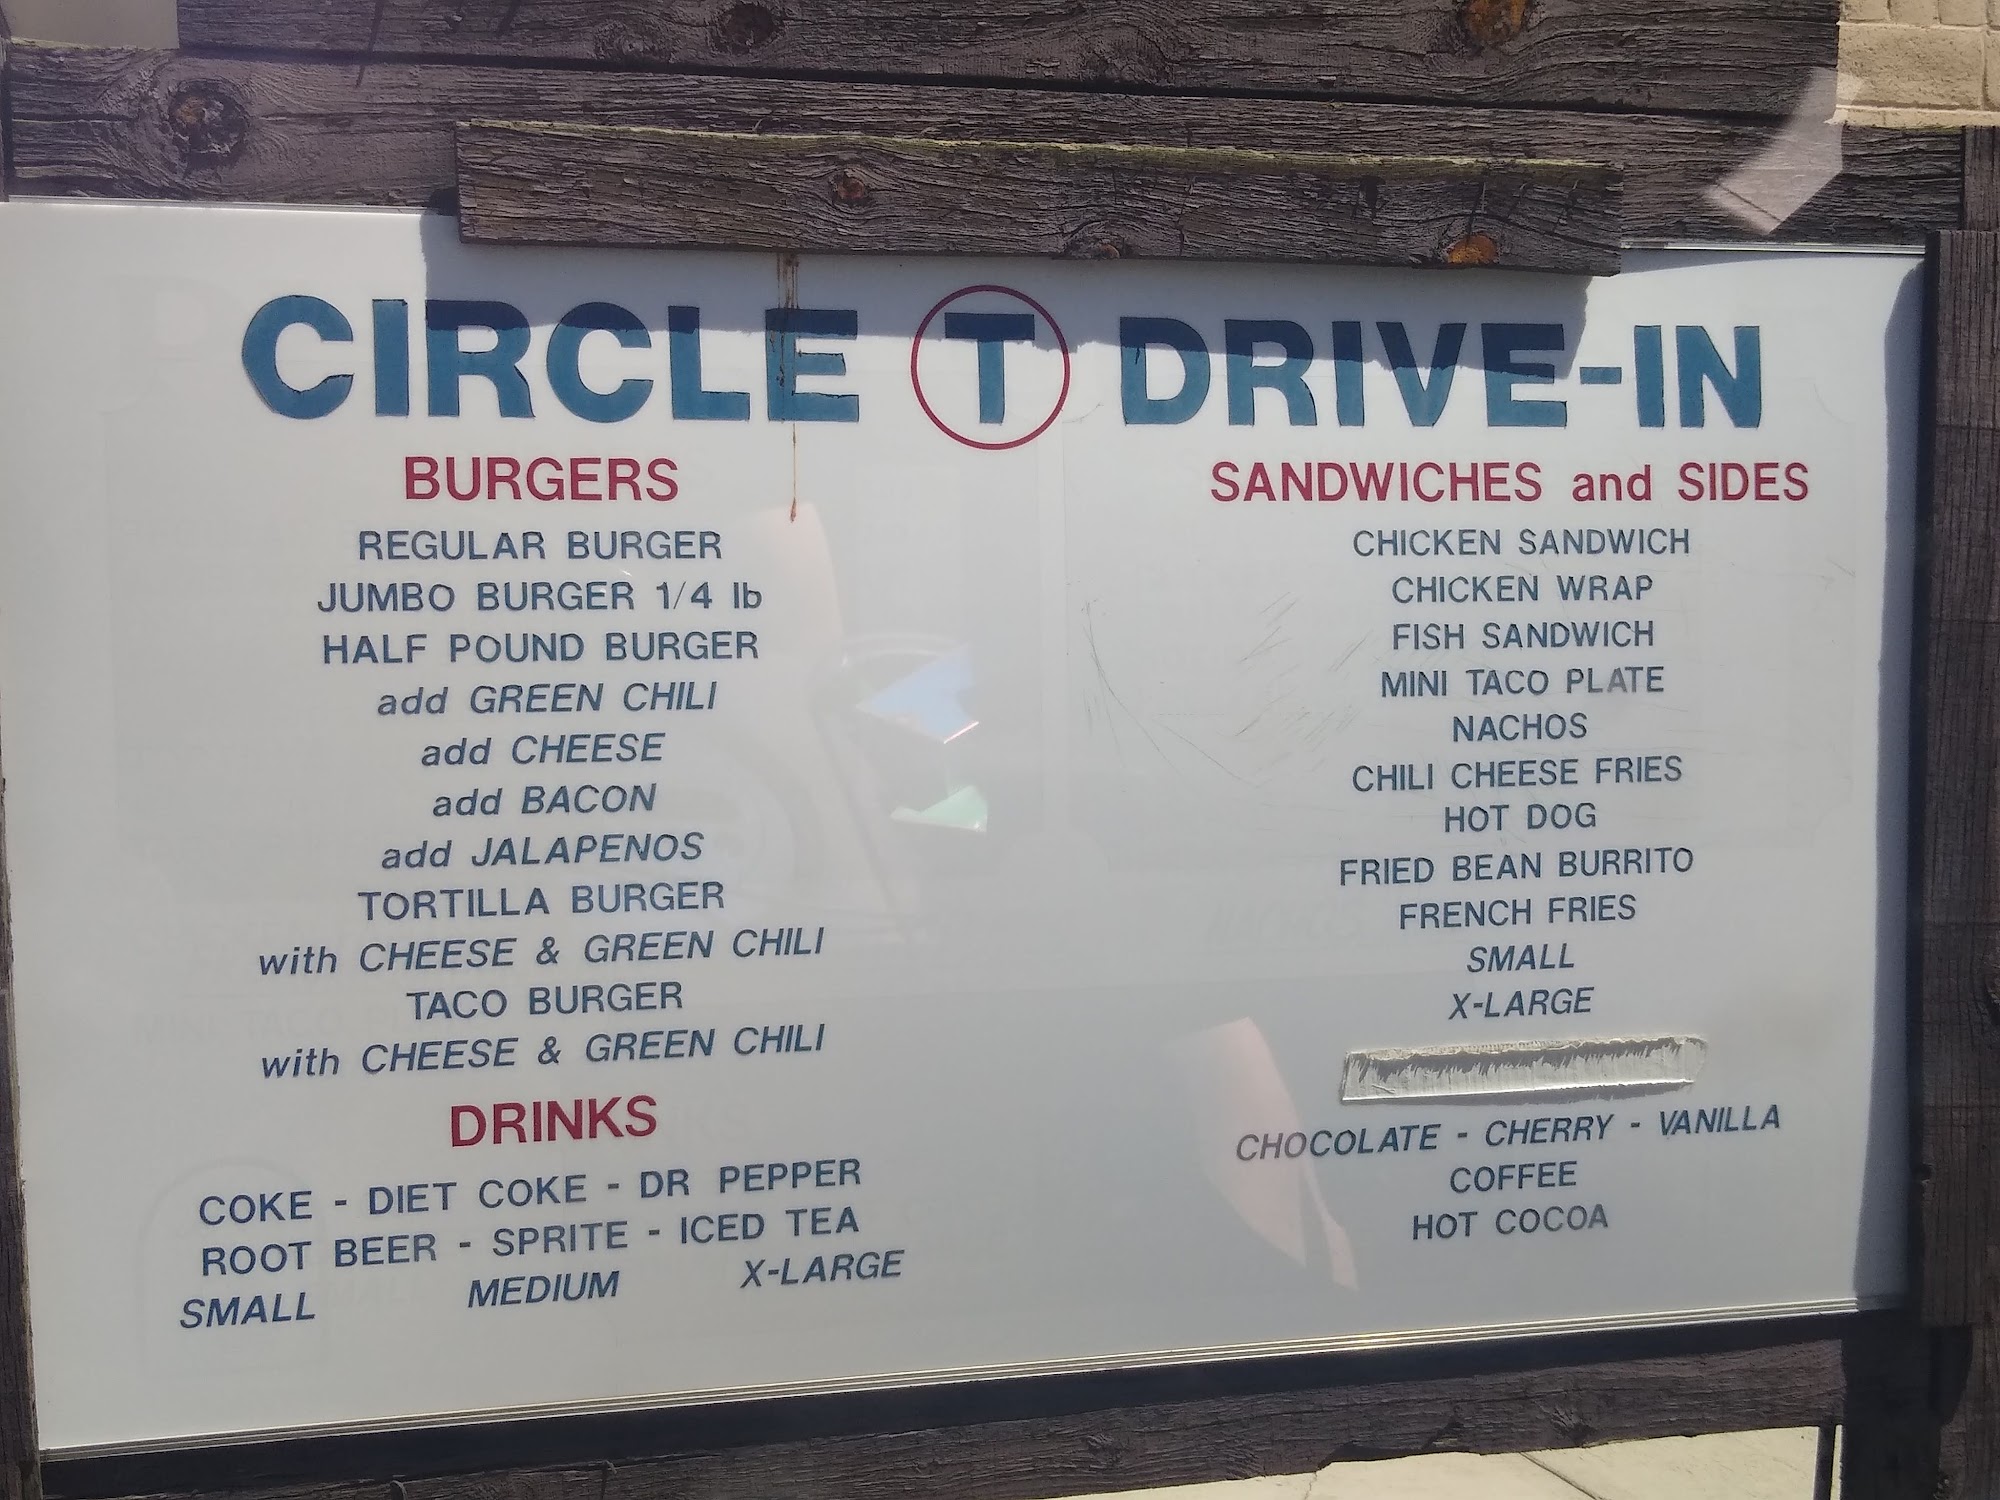 CIRCLE T DRIVE-IN
BURGERS
REGULAR BURGER
JUMBO BURGER 1/4 lb
HALF POUND BURGER
add GREEN CHILI
add CHEESE
add BACON
add JALAPENOS
TORTILLA BURGER
with CHEESE & GREEN CHILI
TACO BURGER
with CHEESE & GREEN CHILI
DRINKS
COKE - DIET COKE - DR PEPPER
ROOT BEER - SPRITE - ICED TEA
SMALL MEDIUM X-LARGE
SANDWICHES and SIDES
CHICKEN SANDWICH
CHICKEN WRAP
FISH SANDWICH
MINI TACO PLATE
NACHOS
CHILI CHEESE FRIES
HOT DOG
FRIED BEAN BURRITO
FRENCH FRIES
SMALL
X-LARGE
CHOCOLATE - CHERRY - VANILLA
COFFEE
HOT COCOA